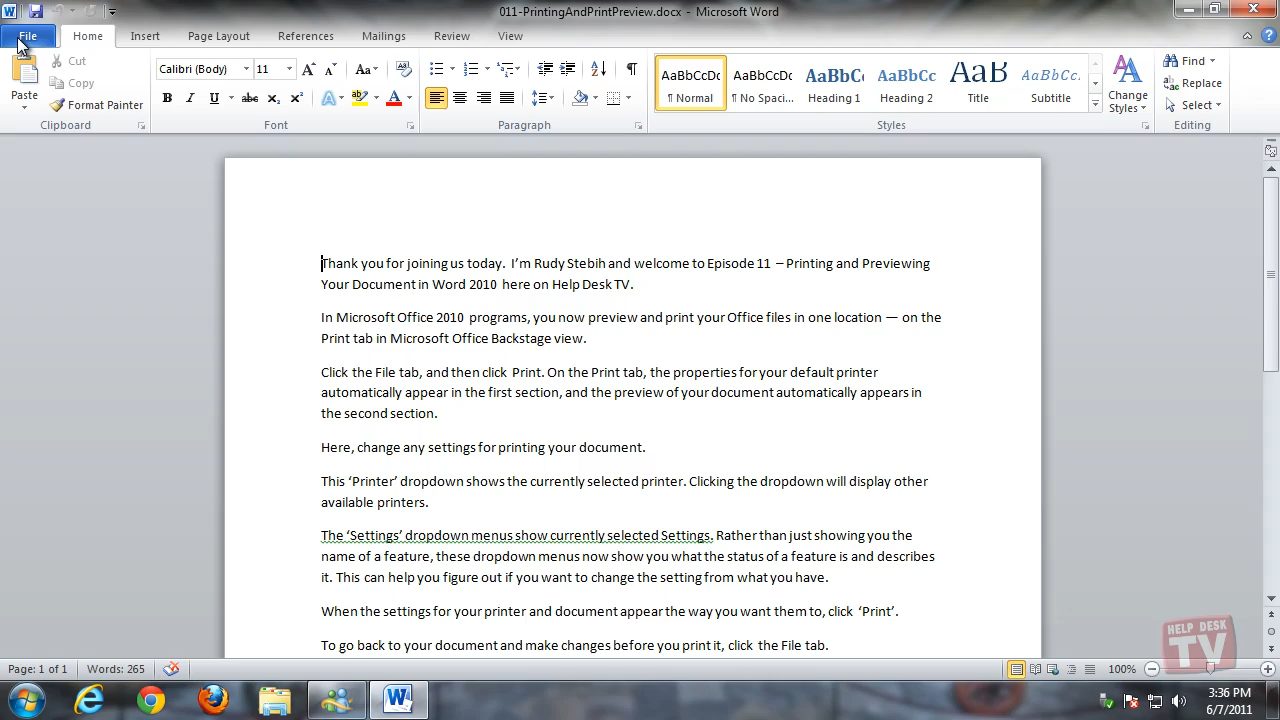 011-PrintingAndPrintPreview.docx - Microsoft Word
File Home Insert Page Layout References Mailings Review View
Paste
Cut
Copy
Format Painter
Clipboard
Calibri (Body) 11
Font
Paragraph
AaBbCcDc AaBbCcDc AaBbCc AaBbCc AaB AaBbCc.
¶ Normal ¶ No Spaci... Heading 1 Heading 2 Title Subtitle
Change
Styles
Styles
Find
Replace
Select
Editing
Thank you for joining us today. I'm Rudy Stebih and welcome to Episode 11 – Printing and Previewing
Your Document in Word 2010 here on Help Desk TV.
In Microsoft Office 2010 programs, you now preview and print your Office files in one location — on the
Print tab in Microsoft Office Backstage view.
Click the File tab, and then click Print. On the Print tab, the properties for your default printer
automatically appear in the first section, and the preview of your document automatically appears in
the second section.
Here, change any settings for printing your document.
This ‘Printer’ dropdown shows the currently selected printer. Clicking the dropdown will display other
available printers.
The ‘Settings’ dropdown menus show currently selected Settings. Rather than just showing you the
name of a feature, these dropdown menus now show you what the status of a feature is and describes
it. This can help you figure out if you want to change the setting from what you have.
When the settings for your printer and document appear the way you want them to, click ‘Print’.
To go back to your document and make changes before you print it, click the File tab.
HELP DESK
TV
Page: 1 of 1 Words: 265 100%
3:36 PM
6/7/2011